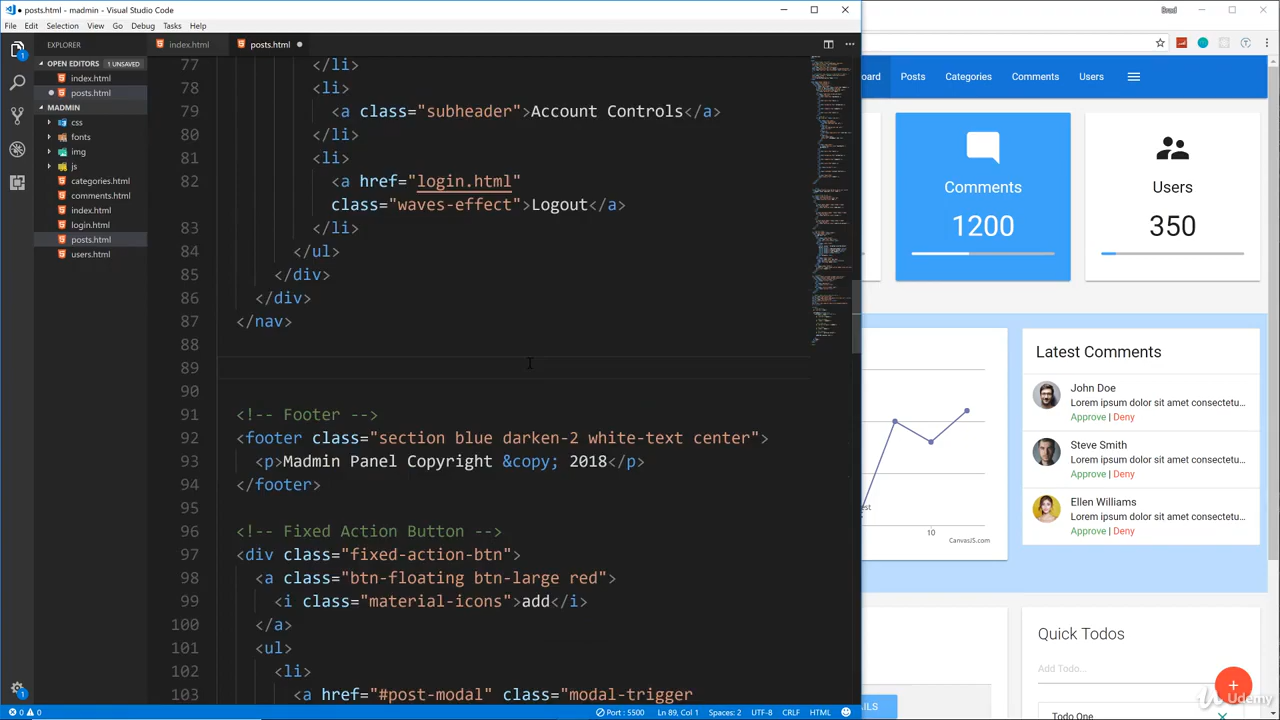 posts.html - madmin - Visual Studio Code
Brad
File Edit Selection View Go Debug Tasks Help
EXPLORER
OPEN EDITORS 1 UNSAVED
index.html
posts.html
MADMIN
css
fonts
img
js
categories.html
comments.html
index.html
login.html
posts.html
users.html
index.html
posts.html
77 </li>
78 <li>
79 <a class="subheader">Account Controls</a>
80 </li>
81 <li>
82 <a href="login.html"
class="waves-effect">Logout</a>
83 </li>
84 </ul>
85 </div>
86 </div>
87 </nav>
88
89
90
91 <!-- Footer -->
92 <footer class="section blue darken-2 white-text center">
93 <p>Madmin Panel Copyright &copy; 2018</p>
94 </footer>
95
96 <!-- Fixed Action Button -->
97 <div class="fixed-action-btn">
98 <a class="btn-floating btn-large red">
99 <i class="material-icons">add</i>
100 </a>
101 <ul>
102 <li>
103 <a href="#post-modal" class="modal-trigger
1
1
0 0
Port : 5500 Ln 89, Col 1 Spaces: 2 UTF-8 CRLF HTML
oard Posts Categories Comments Users
Comments
1200
Users
350
est
10
CanvasJS.com
Latest Comments
John Doe
Lorem ipsum dolor sit amet consectetu...
Approve | Deny
Steve Smith
Lorem ipsum dolor sit amet consectetu...
Approve | Deny
Ellen Williams
Lorem ipsum dolor sit amet consectetu...
Approve | Deny
AILS
Quick Todos
Add Todo...
Todo One
+
Udemy